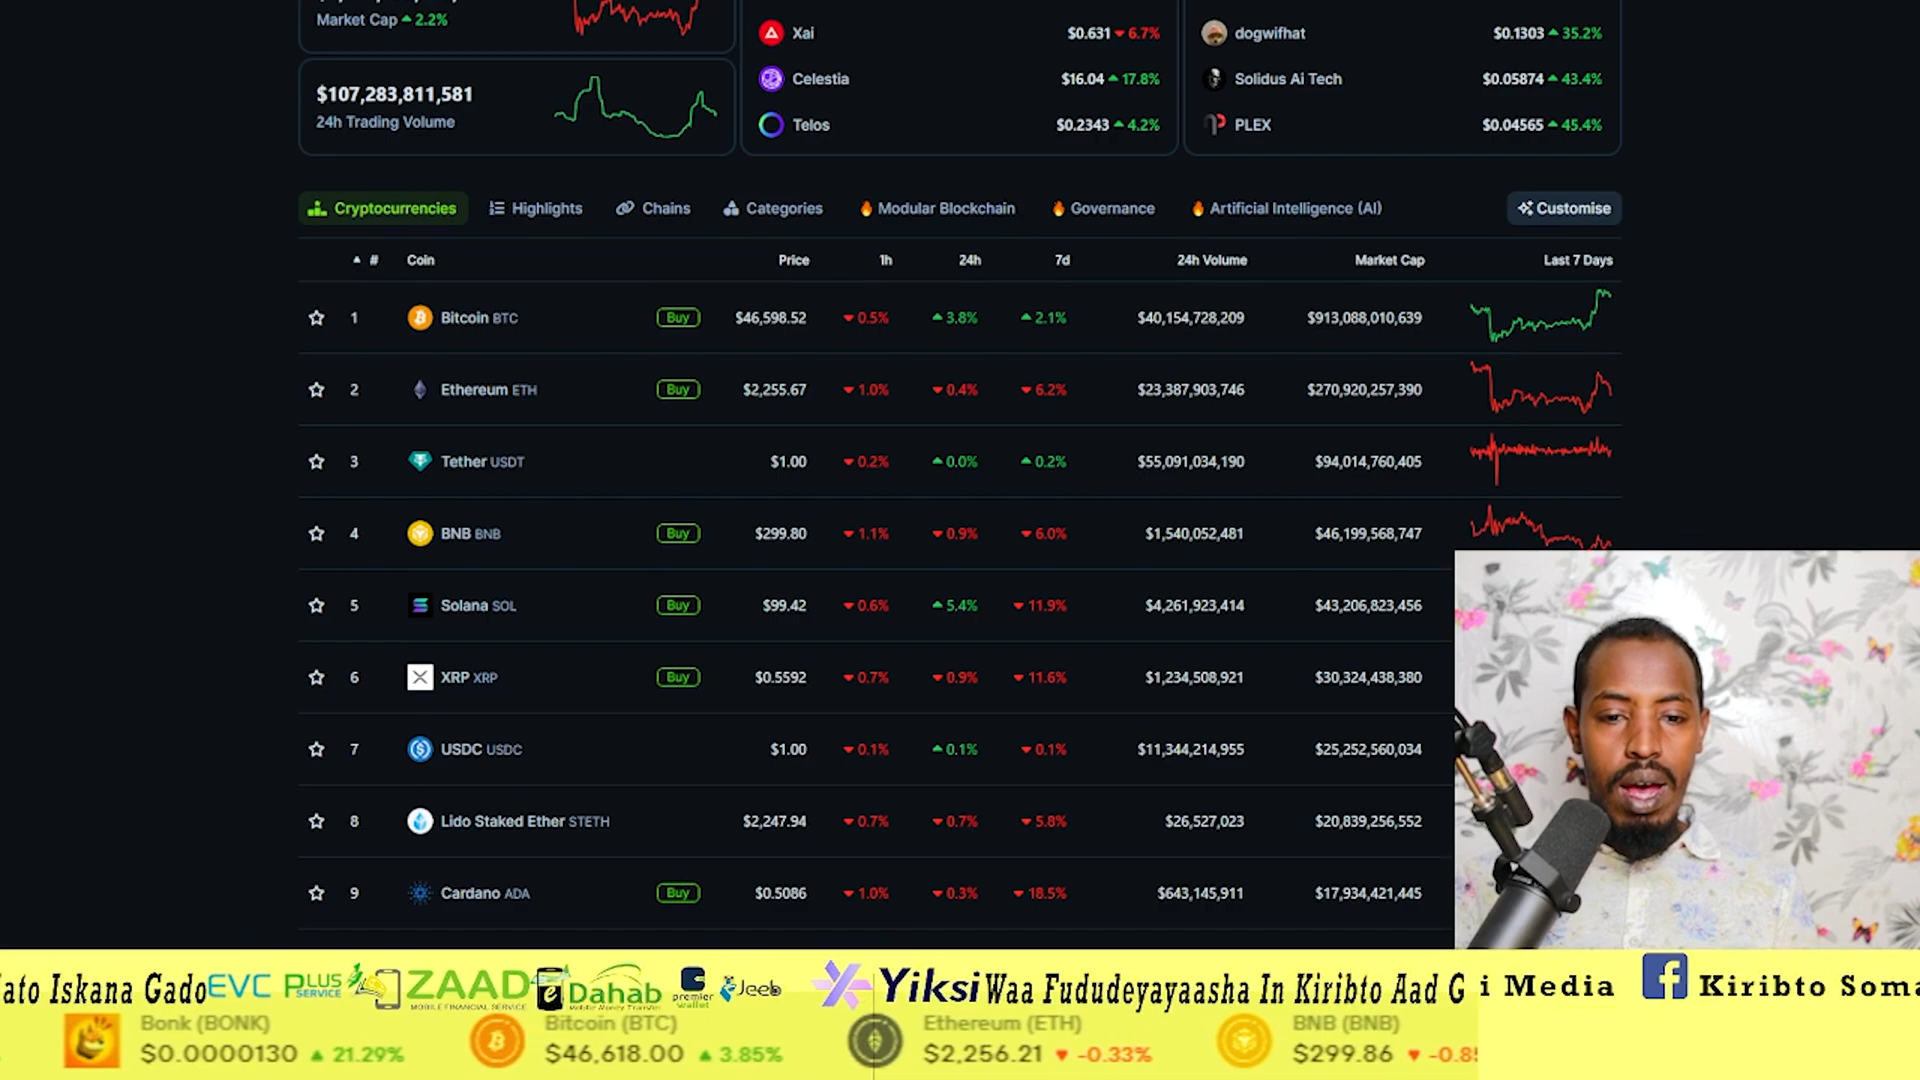 Market Cap 2.2%
$107,283,811,581
24h Trading Volume
Xai $0.631 6.7%
Celestia $16.04 17.8%
Telos $0.2343 4.2%
dogwifhat $0.1303 35.2%
Solidus Ai Tech $0.05874 43.4%
PLEX $0.04565 45.4%
Cryptocurrencies Highlights Chains Categories Modular Blockchain Governance Artificial Intelligence (AI) Customise
# Coin Price 1h 24h 7d 24h Volume Market Cap Last 7 Days
1 Bitcoin BTC Buy $46,598.52 0.5% 3.8% 2.1% $40,154,728,209 $913,088,010,639
2 Ethereum ETH Buy $2,255.67 1.0% 0.4% 6.2% $23,387,903,746 $270,920,257,390
3 Tether USDT $1.00 0.2% 0.0% 0.2% $55,091,034,190 $94,014,760,405
4 BNB BNB Buy $299.80 1.1% 0.9% 6.0% $1,540,052,481 $46,199,568,747
5 Solana SOL Buy $99.42 0.6% 5.4% 11.9% $4,261,923,414 $43,206,823,456
6 XRP XRP Buy $0.5592 0.7% 0.9% 11.6% $1,234,508,921 $30,324,438,380
7 USDC USDC $1.00 0.1% 0.1% 0.1% $11,344,214,955 $25,252,560,034
8 Lido Staked Ether STETH $2,247.94 0.7% 0.7% 5.8% $26,527,023 $20,839,256,552
9 Cardano ADA Buy $0.5086 1.0% 0.3% 18.5% $643,145,911 $17,934,421,445
ato Iskana Gado EVC PLUS SERVICE ZAAD MOBILE FINANCIAL SERVICE eDahab premier wallet Jeeb Yiksi Waa Fududeyayaasha In Kiribto Aad G i Media Kiribto Soma
Bonk (BONK) Bitcoin (BTC) Ethereum (ETH) BNB (BNB)
$0.0000130 21.29% $46,618.00 3.85% $2,256.21 -0.33% $299.86 -0.8